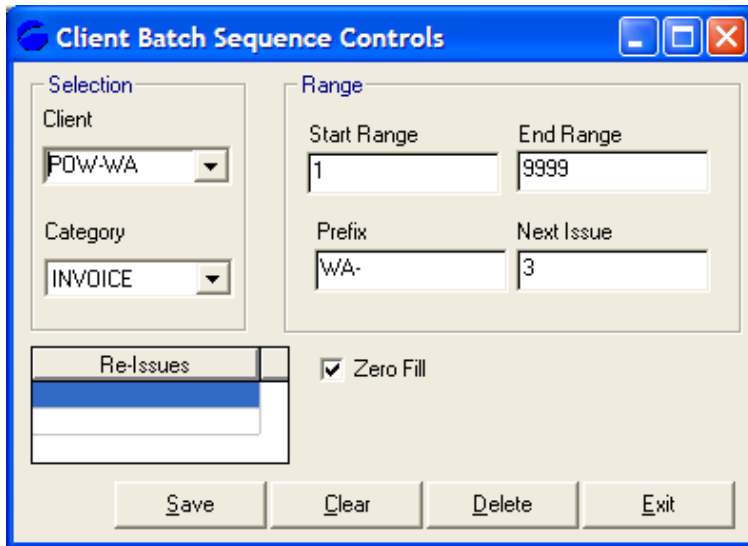 Client Batch Sequence Controls
Selection
Range
Client
Start Range
End Range
POW-WA
1
9999
Category
Prefix
Next Issue
INVOICE
WA-
3
Re-Issues
Zero Fill
Save
Clear
Delete
Exit